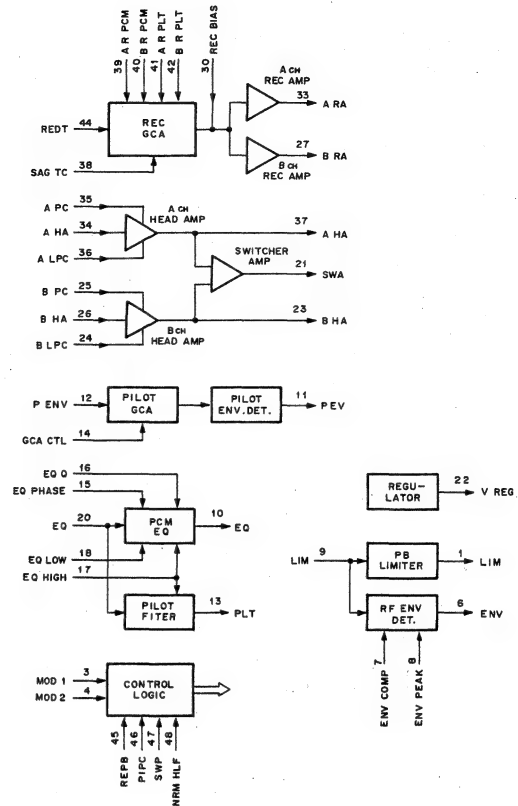 39 A R PCM
40 B R PCM
41 A R PLT
42 B R PLT
30 REC BIAS
REDT 44
REC
GCA
SAG TC 38
A CH
REC AMP
33
A RA
27
B RA
B CH
REC AMP
A PC 35
A HA 34
A LPC 36
A CH
HEAD AMP
37
A HA
SWITCHER
AMP
21
SWA
B PC 25
B HA 26
B LPC 24
23
B HA
B CH
HEAD AMP
P ENV 12
PILOT
GCA
PILOT
ENV. DET.
11
PEV
GCA CTL 14
EQ Q 16
EQ PHASE 15
EQ 20
PCM
EQ
10
EQ
EQ LOW 18
EQ HIGH 17
PILOT
FITER
13
PLT
REGU-
LATOR
22
V REG
LIM 9
PB
LIMITER
1
LIM
RF ENV
DET.
6
ENV
7
ENV COMP
8
ENV PEAK
MOD 1 3
MOD 2 4
CONTROL
LOGIC
45
REPB
46
PIPC
47
SWP
48
NRM HLF